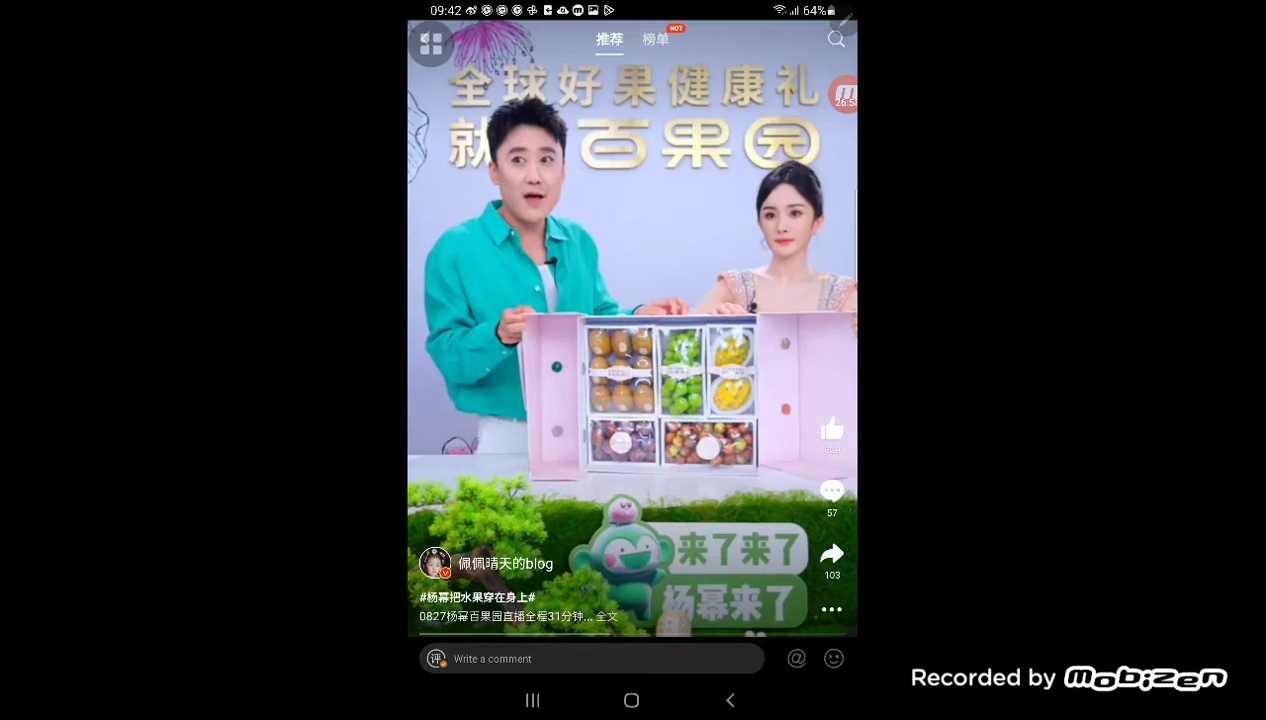 09:42
64%
推荐
榜单
HOT
全球好果健康礼
就
百果园
来了来了
杨幂来了
57
103
佩佩晴天的blog
#杨幂把水果穿在身上#
0827杨幂百果园直播全程31分钟... 全文
评
Write a comment
Recorded by mobizen